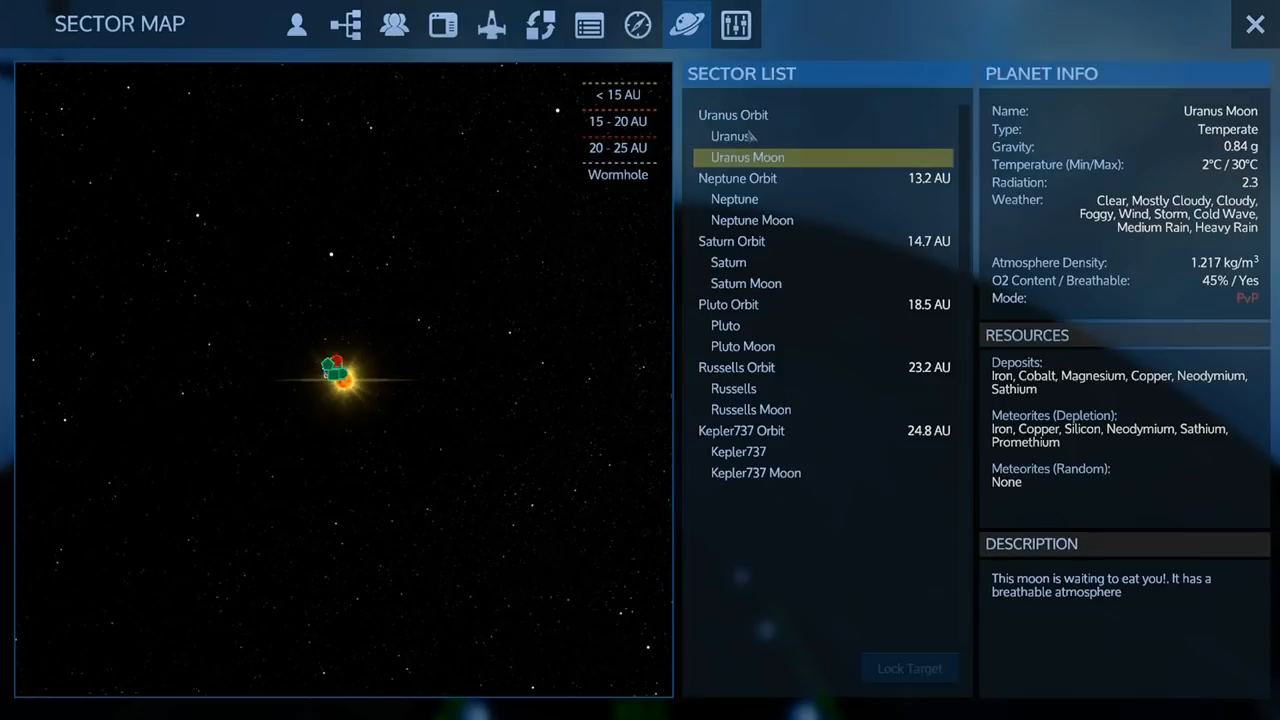 SECTOR MAP
< 15 AU
15 - 20 AU
20 - 25 AU
Wormhole
SECTOR LIST
Uranus Orbit
Uranus
Uranus Moon
Neptune Orbit 13.2 AU
Neptune
Neptune Moon
Saturn Orbit 14.7 AU
Saturn
Saturn Moon
Pluto Orbit 18.5 AU
Pluto
Pluto Moon
Russells Orbit 23.2 AU
Russells
Russells Moon
Kepler737 Orbit 24.8 AU
Kepler737
Kepler737 Moon
Lock Target
PLANET INFO
Name: Uranus Moon
Type: Temperate
Gravity: 0.84 g
Temperature (Min/Max): 2°C / 30°C
Radiation: 2.3
Weather: Clear, Mostly Cloudy, Cloudy,
Foggy, Wind, Storm, Cold Wave,
Medium Rain, Heavy Rain
Atmosphere Density: 1.217 kg/m³
O2 Content / Breathable: 45% / Yes
Mode: PvP
RESOURCES
Deposits:
Iron, Cobalt, Magnesium, Copper, Neodymium,
Sathium
Meteorites (Depletion):
Iron, Copper, Silicon, Neodymium, Sathium,
Promethium
Meteorites (Random):
None
DESCRIPTION
This moon is waiting to eat you!. It has a
breathable atmosphere